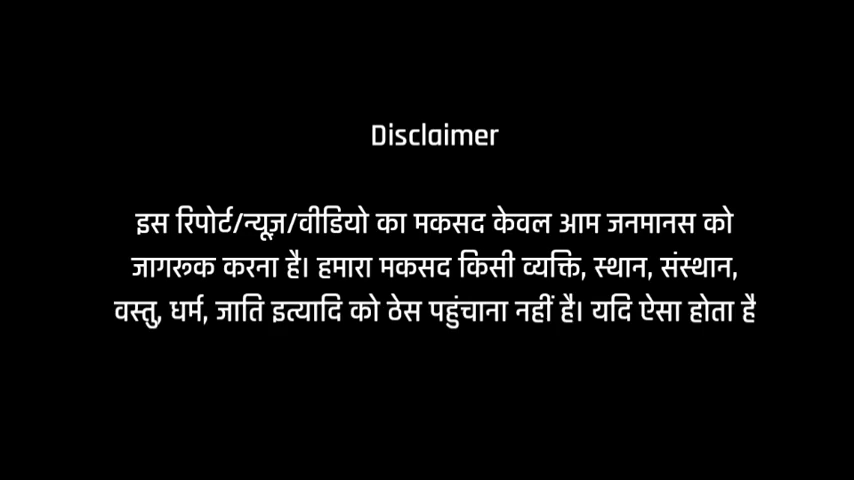 Disclaimer
इस रिपोर्ट/न्यूज़/वीडियो का मकसद केवल आम जनमानस को
जागरूक करना है। हमारा मकसद किसी व्यक्ति, स्थान, संस्थान,
वस्तु, धर्म, जाति इत्यादि को ठेस पहुंचाना नहीं है। यदि ऐसा होता है